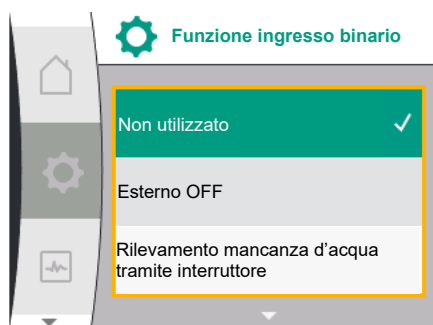 Funzione ingresso binario
Non utilizzato
Esterno OFF
Rilevamento mancanza d'acqua
tramite interruttore